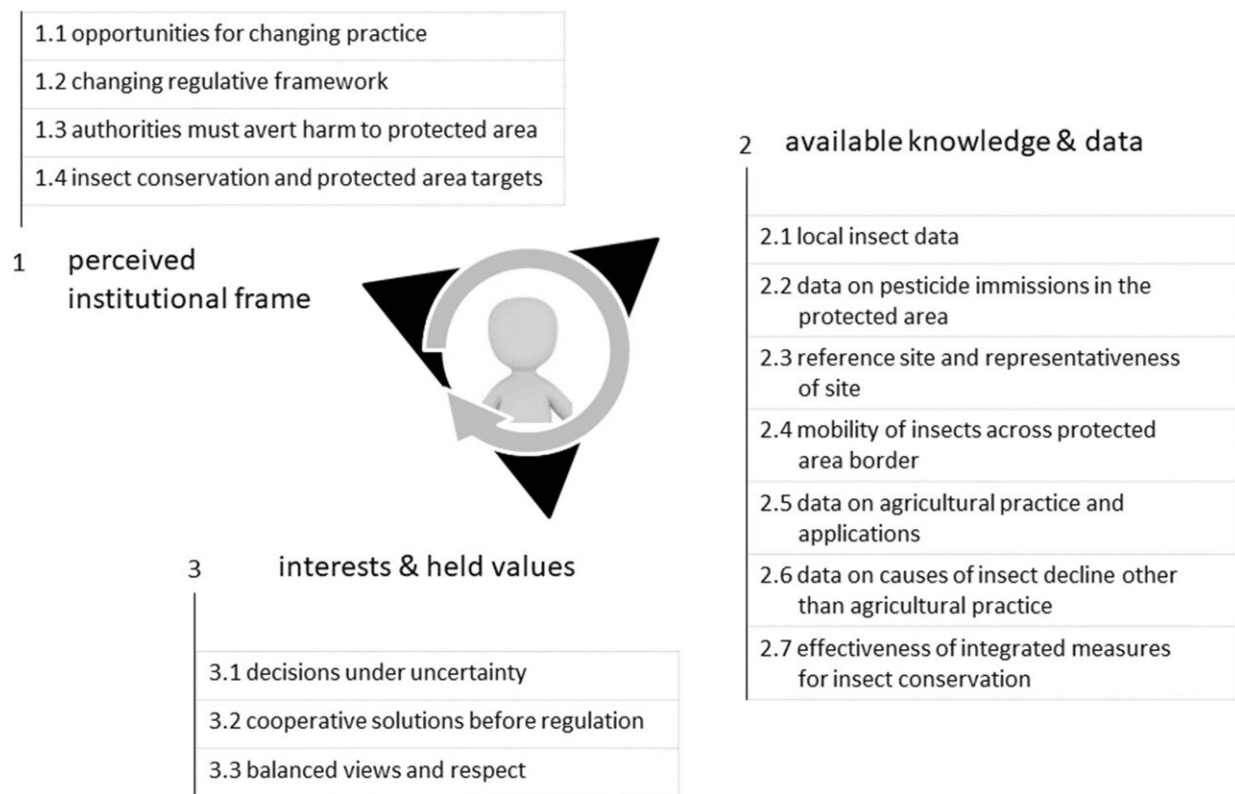 1.1 opportunities for changing practice
1.2 changing regulative framework
1.3 authorities must avert harm to protected area
1.4 insect conservation and protected area targets
1 perceived
institutional frame
2 available knowledge & data
2.1 local insect data
2.2 data on pesticide immissions in the
protected area
2.3 reference site and representativeness
of site
2.4 mobility of insects across protected
area border
2.5 data on agricultural practice and
applications
2.6 data on causes of insect decline other
than agricultural practice
2.7 effectiveness of integrated measures
for insect conservation
3 interests & held values
3.1 decisions under uncertainty
3.2 cooperative solutions before regulation
3.3 balanced views and respect